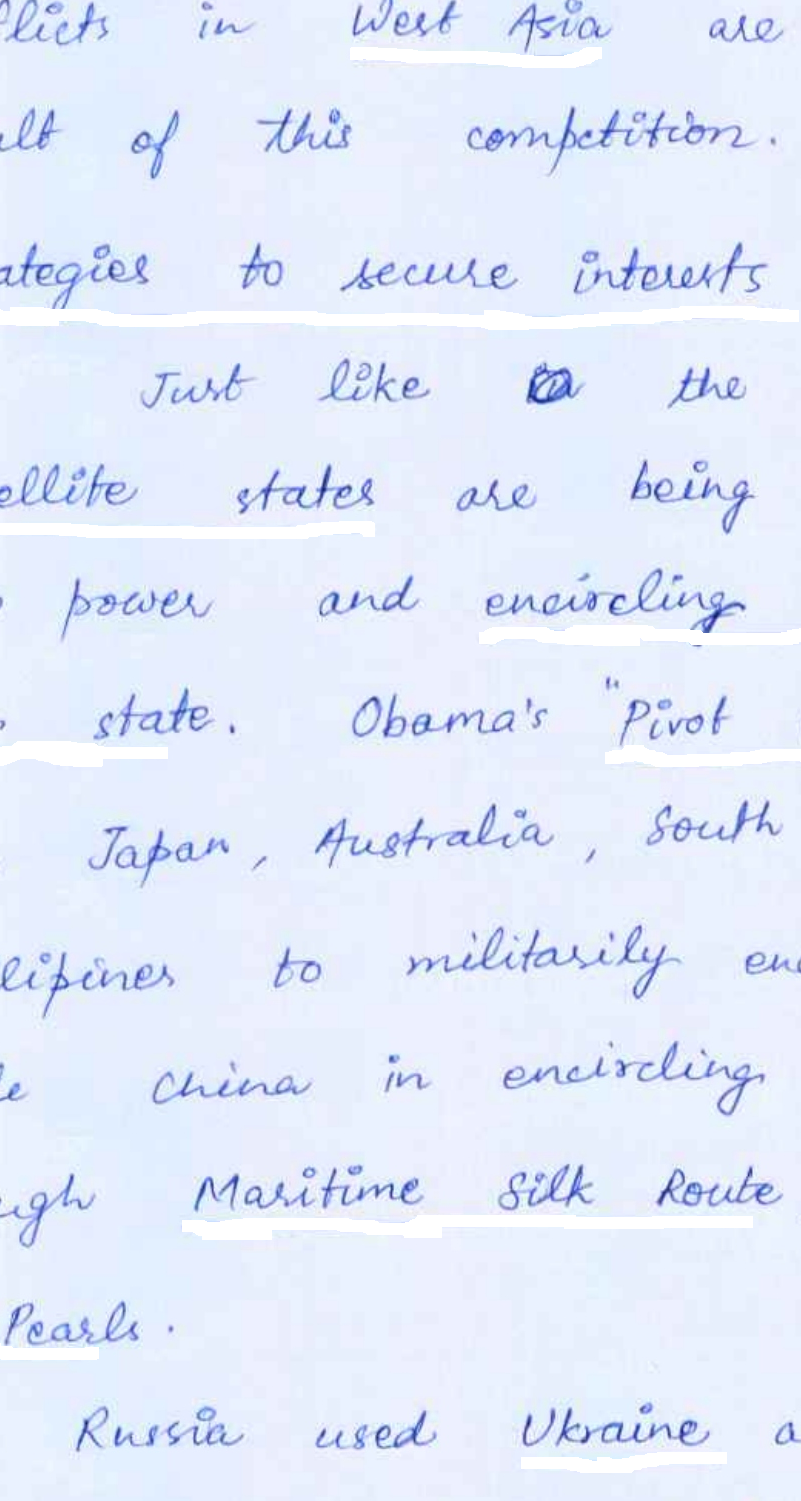 flicts in West Asia are
ult of this competition.
ategies to secure interests
Just like the
ellite states are being
power and encircling
state. Obama's "Pivot
Japan, Australia, South
lipines to militarily enc
le China in encircling
ugh Maritime Silk Route
Pearls.
Russia used Ukraine a